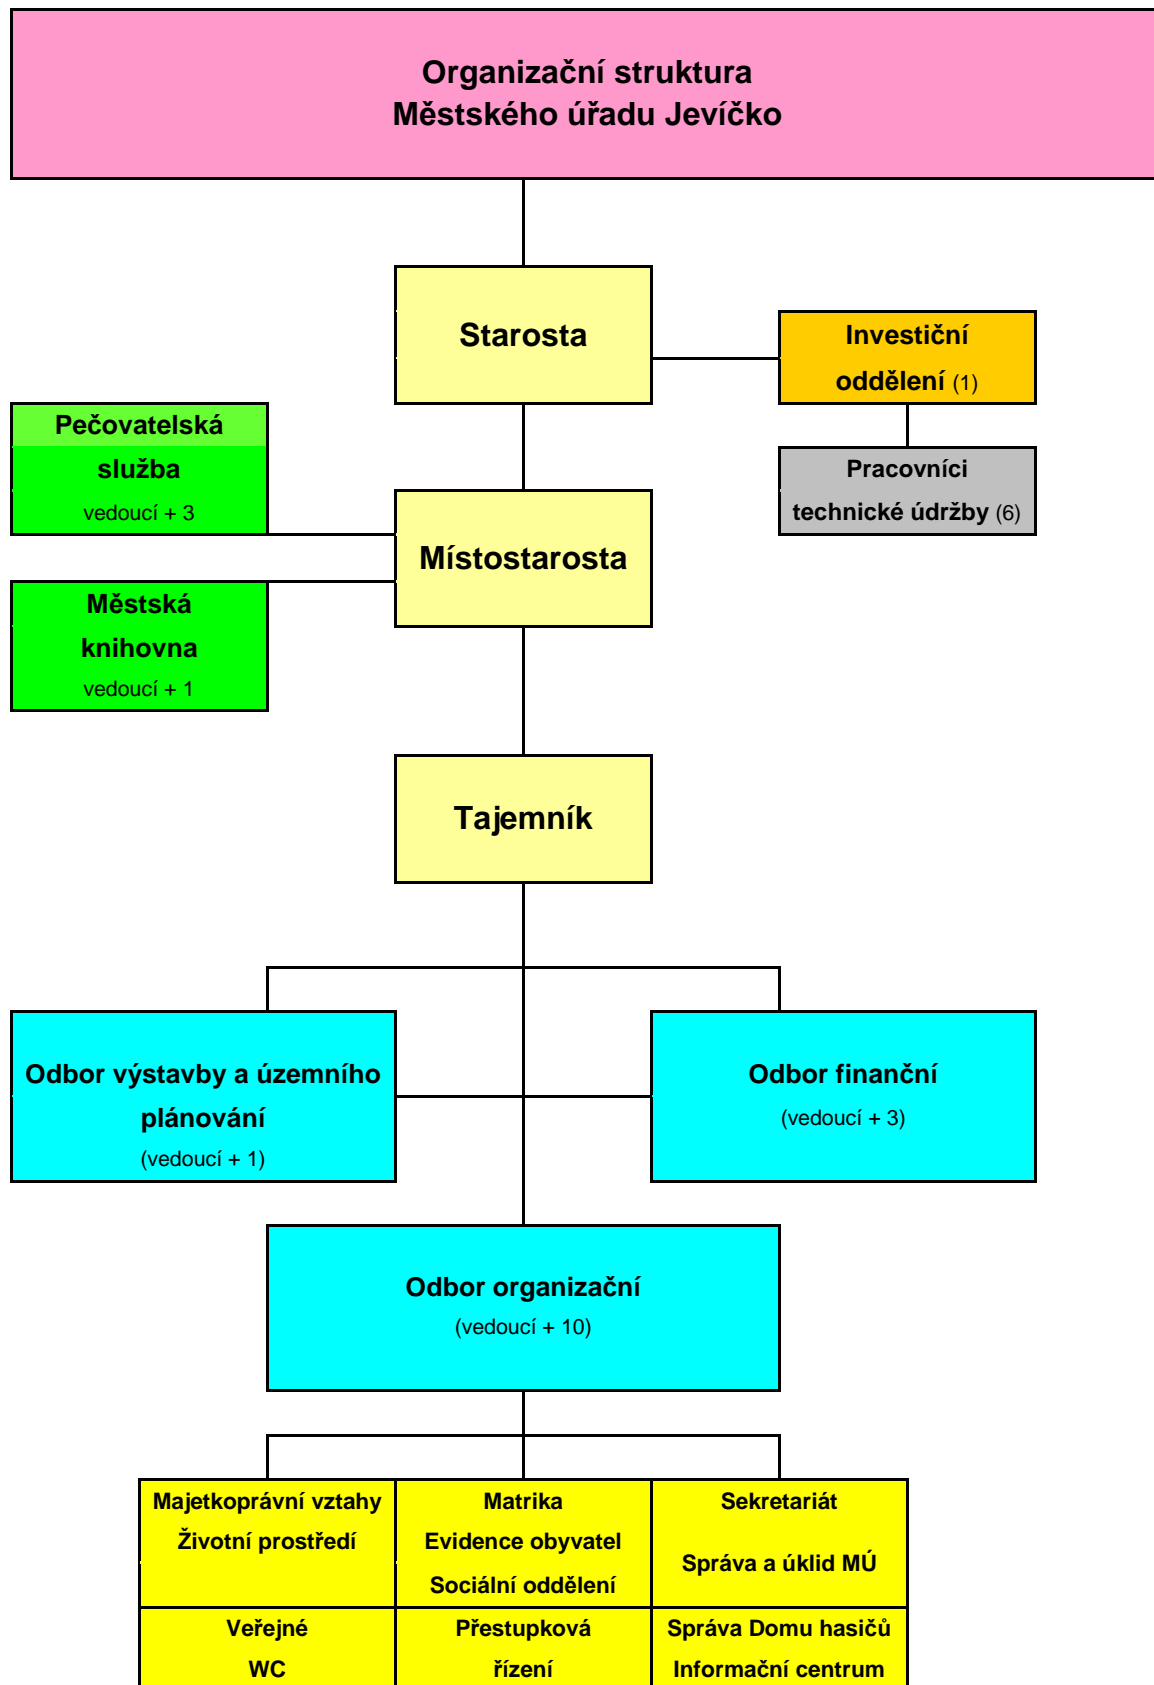 Organizační struktura
Městského úřadu Jevíčko
Starosta
Investiční
oddělení (1)
Pečovatelská
služba
vedoucí + 3
Pracovníci
technické údržby (6)
Místostarosta
Městská
knihovna
vedoucí + 1
Tajemník
Odbor výstavby a územního
plánování
(vedoucí + 1)
Odbor finanční
(vedoucí + 3)
Odbor organizační
(vedoucí + 10)
Majetkoprávní vztahy
Životní prostředí
Matrika
Evidence obyvatel
Sociální oddělení
Sekretariát
Správa a úklid MÚ
Veřejné
WC
Přestupková
řízení
Správa Domu hasičů
Informační centrum